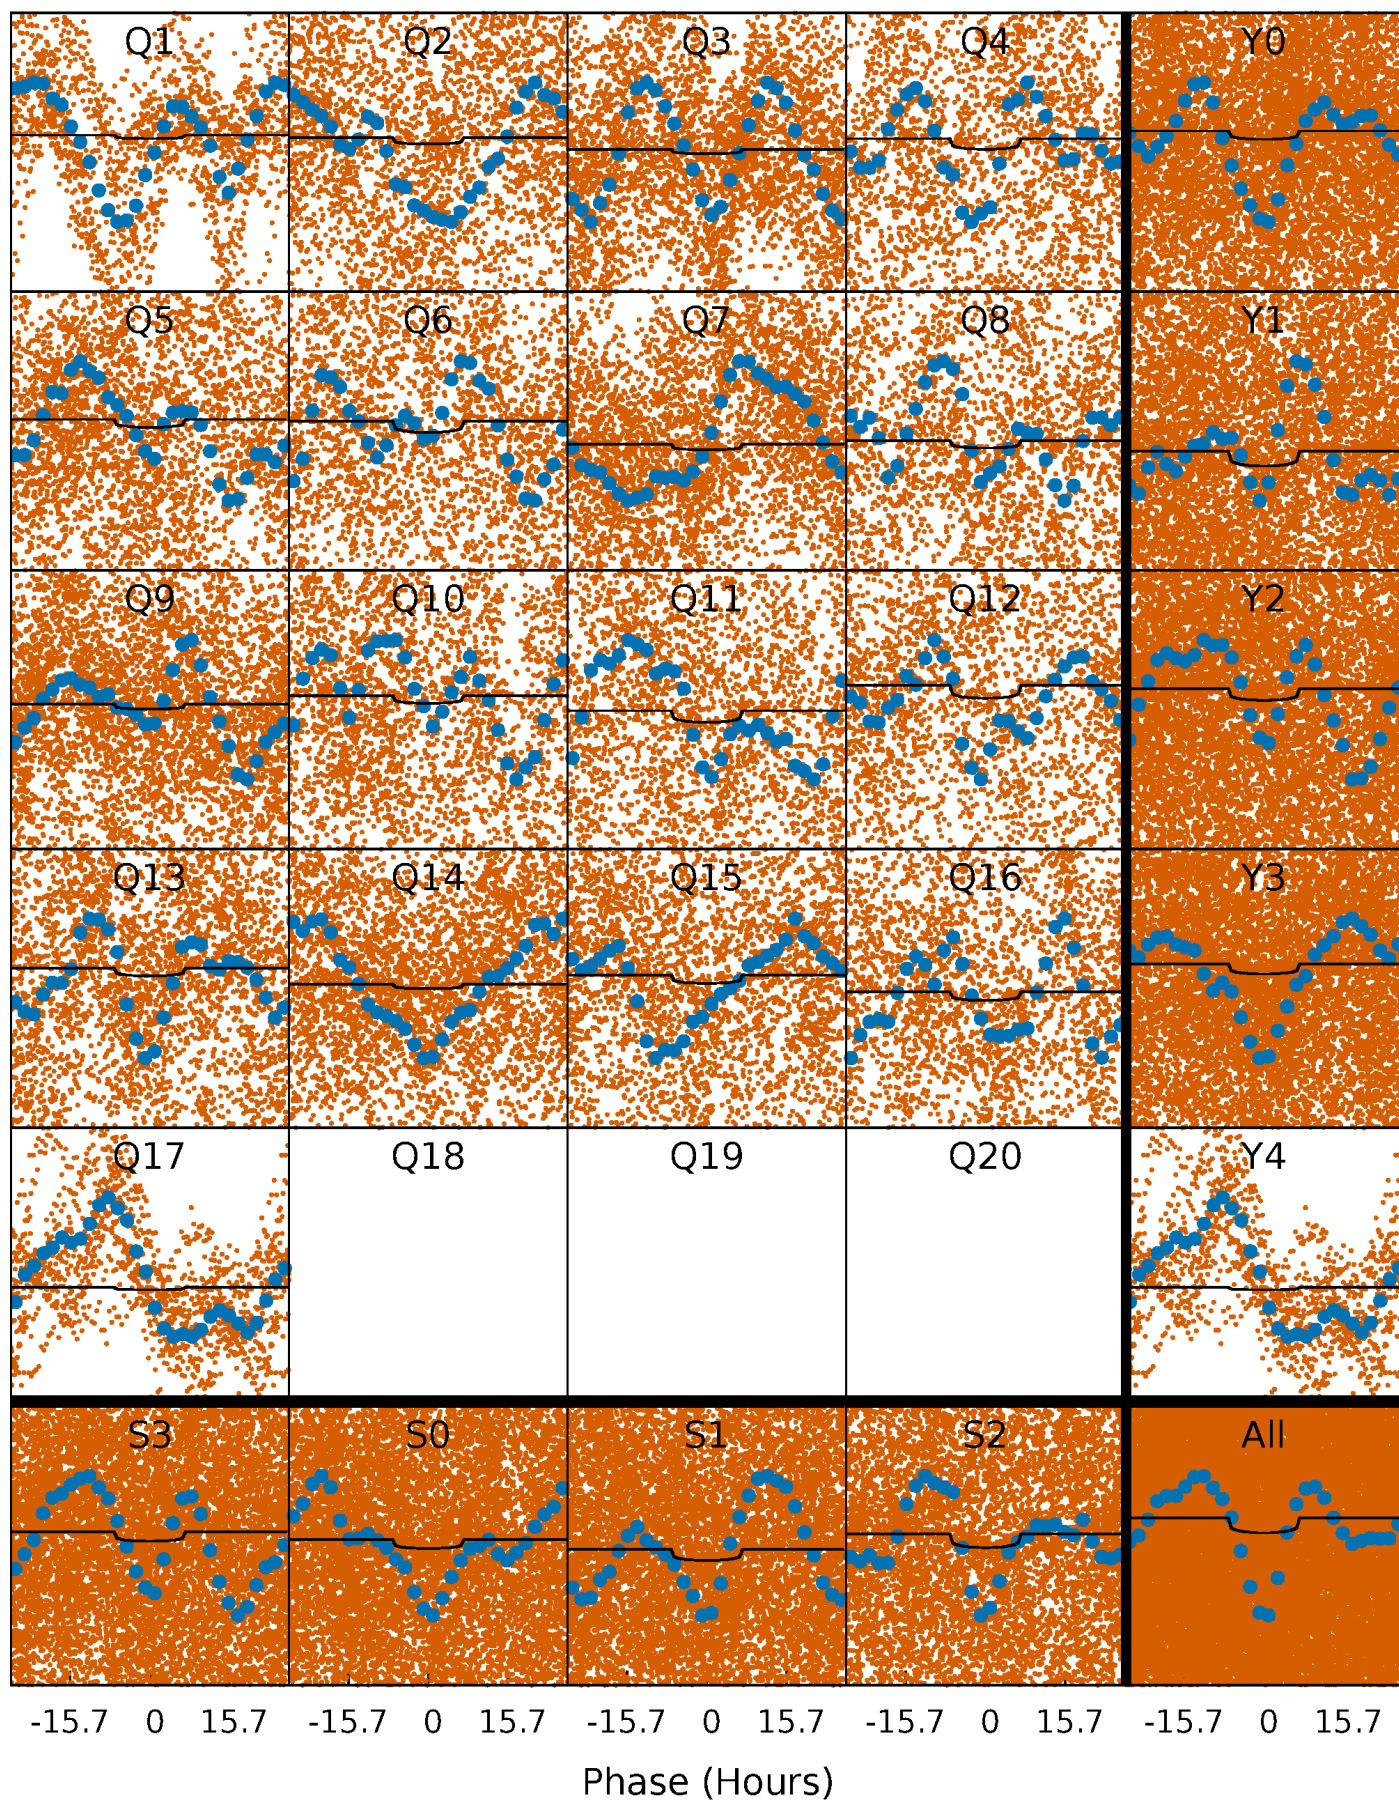 Q1 Q2 Q3 Q4 Y0
Q5 Q6 Q7 Q8 Y1
Q9 Q10 Q11 Q12 Y2
Q13 Q14 Q15 Q16 Y3
Q17 Q18 Q19 Q20 Y4
S3 S0 S1 S2 All
-15.7 0 15.7 -15.7 0 15.7 -15.7 0 15.7 -15.7 0 15.7 -15.7 0 15.7
Phase (Hours)